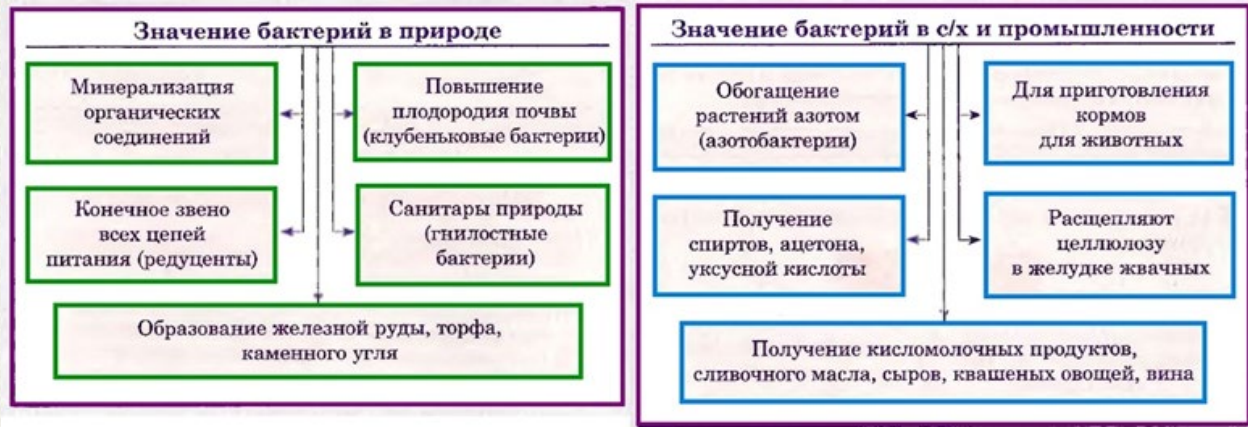 Значение бактерий в природе
Минерализация
органических
соединений
Повышение
плодородия почвы
(клубеньковые бактерии)
Конечное звено
всех цепей
питания (редуценты)
Санитары природы
(гнилостные
бактерии)
Образование железной руды, торфа,
каменного угля
Значение бактерий в с/х и промышленности
Обогащение
растений азотом
(азотобактерии)
Для приготовления
кормов
для животных
Получение
спиртов, ацетона,
уксусной кислоты
Расщепляют
целлюлозу
в желудке жвачных
Получение кисломолочных продуктов,
сливочного масла, сыров, квашеных овощей, вина